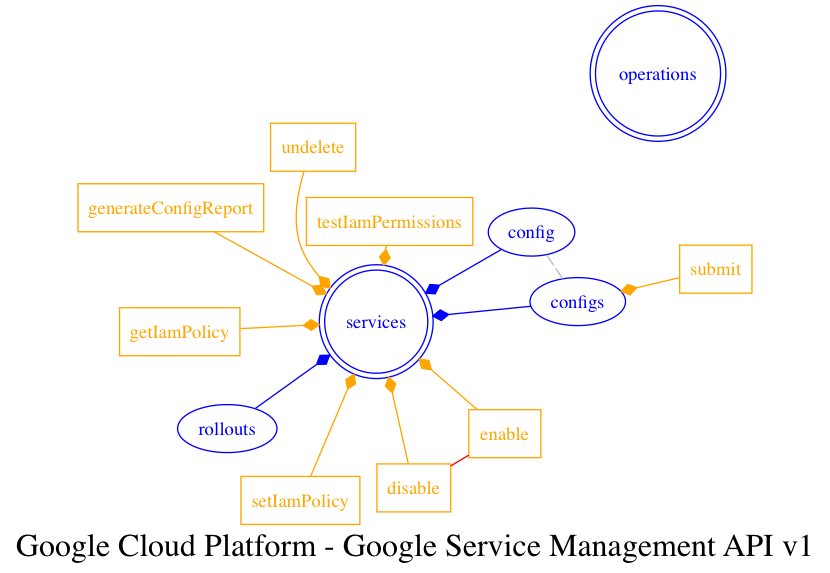 operations
undelete
generateConfigReport
testIamPermissions
config
submit
configs
services
getIamPolicy
rollouts
enable
disable
setIamPolicy
Google Cloud Platform - Google Service Management API v1